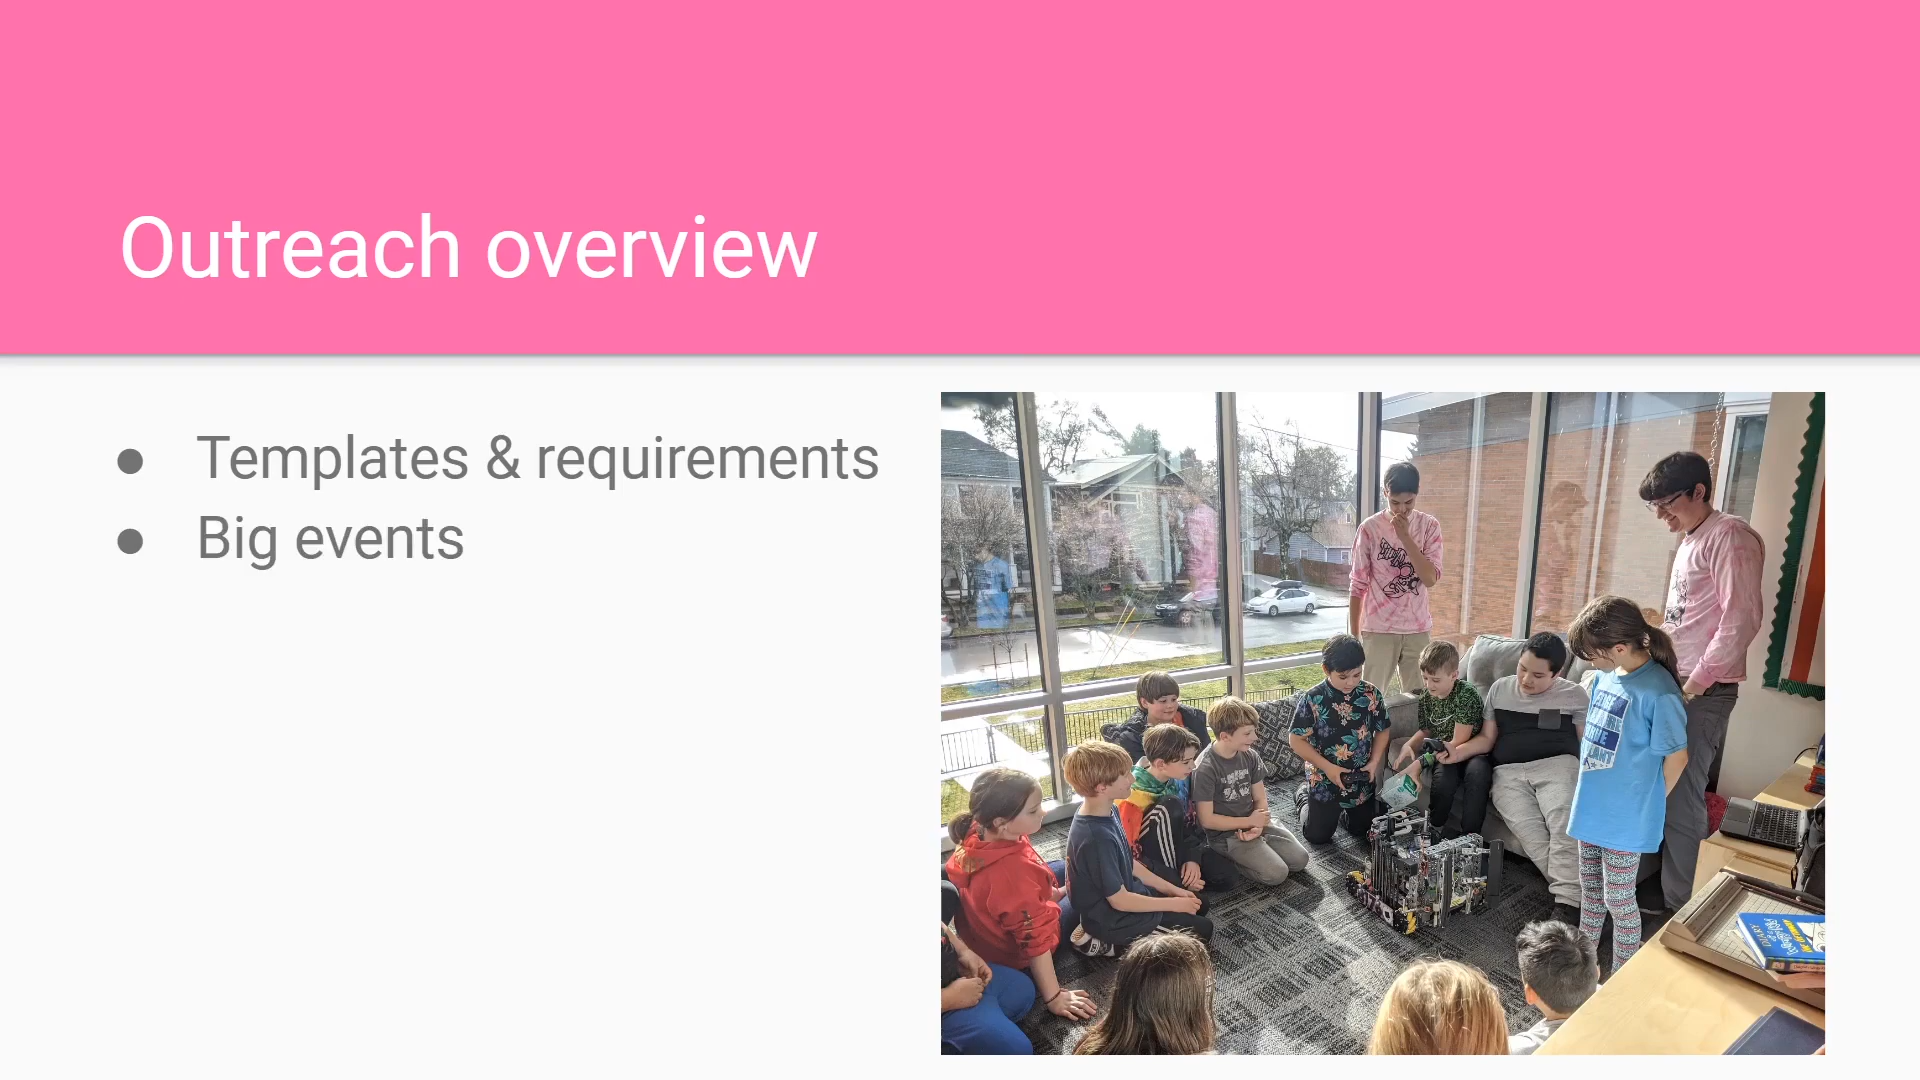 Outreach overview
● Templates & requirements
● Big events